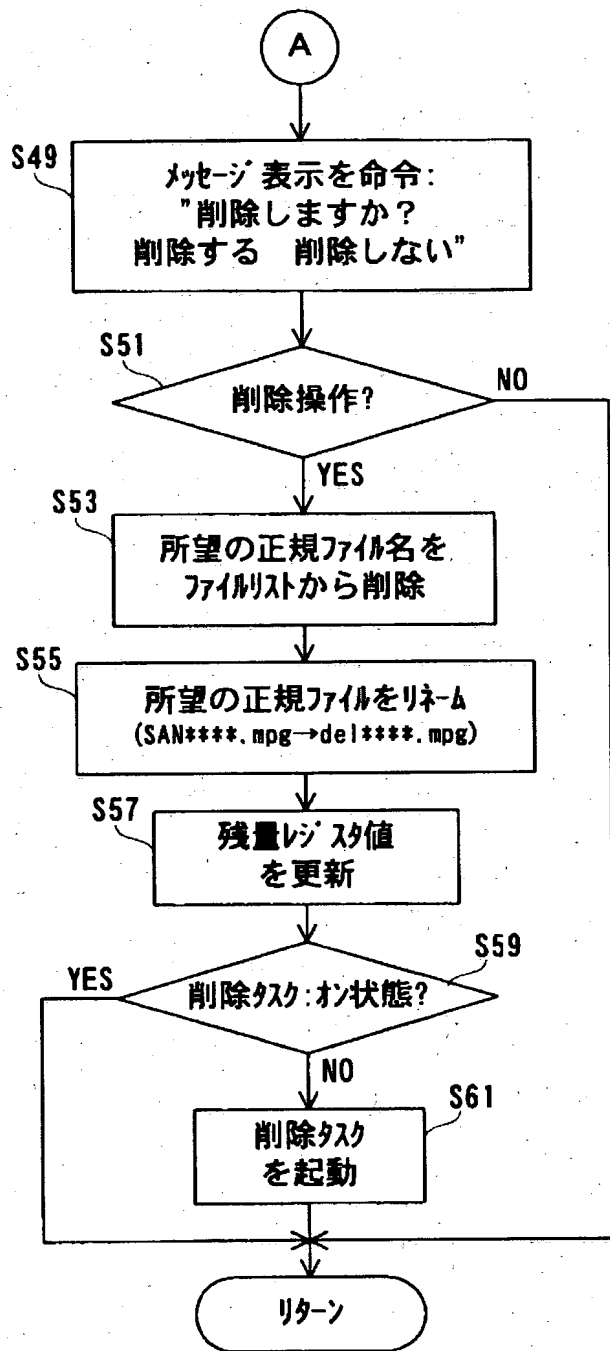 A
S49
ﾒｯｾｰｼﾞ表示を命令:
"削除しますか?
削除する 削除しない"
S51
削除操作?
NO
YES
S53
所望の正規ﾌｧｲﾙ名を
ﾌｧｲﾙﾘｽﾄから削除
S55
所望の正規ﾌｧｲﾙをﾘﾈｰﾑ
(SAN****.mpg→del****.mpg)
S57
残量ﾚｼﾞｽﾀ値
を更新
S59
YES
削除ﾀｽｸ:ｵﾝ状態?
NO
S61
削除ﾀｽｸ
を起動
ﾘﾀｰﾝ